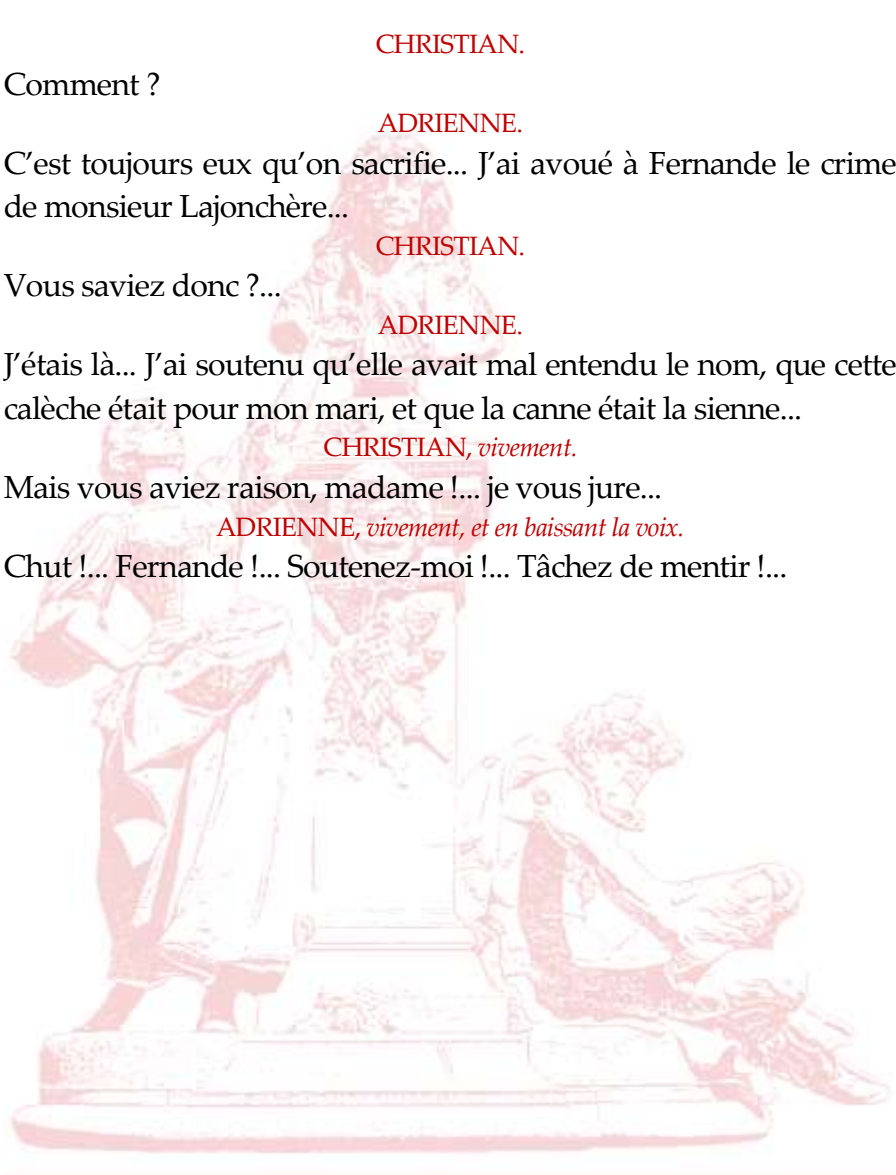 CHRISTIAN.
Comment ?
ADRIENNE.
C’est toujours eux qu’on sacrifie... J’ai avoué à Fernande le crime
de monsieur Lajonchère...
CHRISTIAN.
Vous saviez donc ?...
ADRIENNE.
J’étais là... J’ai soutenu qu’elle avait mal entendu le nom, que cette
calèche était pour mon mari, et que la canne était la sienne...
CHRISTIAN, vivement.
Mais vous aviez raison, madame !... je vous jure...
ADRIENNE, vivement, et en baissant la voix.
Chut !... Fernande !... Soutenez-moi !... Tâchez de mentir !...